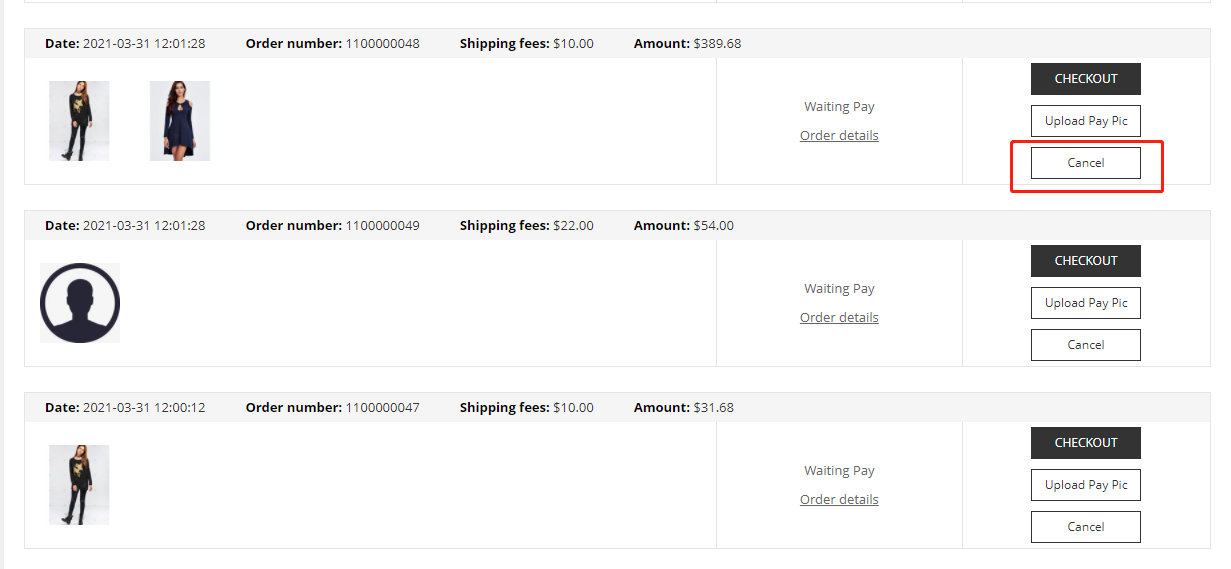 Date: 2021-03-31 12:01:28 Order number: 1100000048 Shipping fees: $10.00 Amount: $389.68
CHECKOUT
Waiting Pay
Upload Pay Pic
Order details
Cancel
Date: 2021-03-31 12:01:28 Order number: 1100000049 Shipping fees: $22.00 Amount: $54.00
CHECKOUT
Waiting Pay
Upload Pay Pic
Order details
Cancel
Date: 2021-03-31 12:00:12 Order number: 1100000047 Shipping fees: $10.00 Amount: $31.68
CHECKOUT
Waiting Pay
Upload Pay Pic
Order details
Cancel